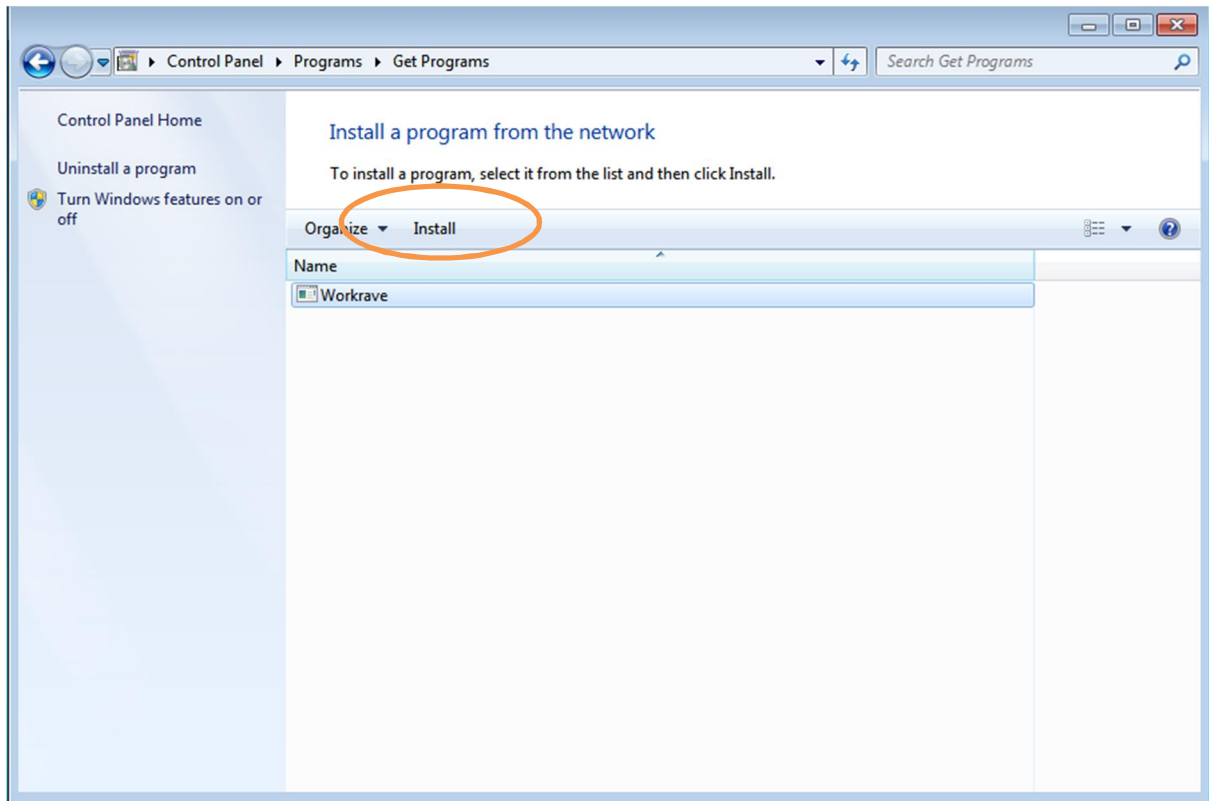 Control Panel Programs Get Programs
Search Get Programs
Control Panel Home
Uninstall a program
Turn Windows features on or
off
Install a program from the network
To install a program, select it from the list and then click Install.
Organize Install
Name
Workrave